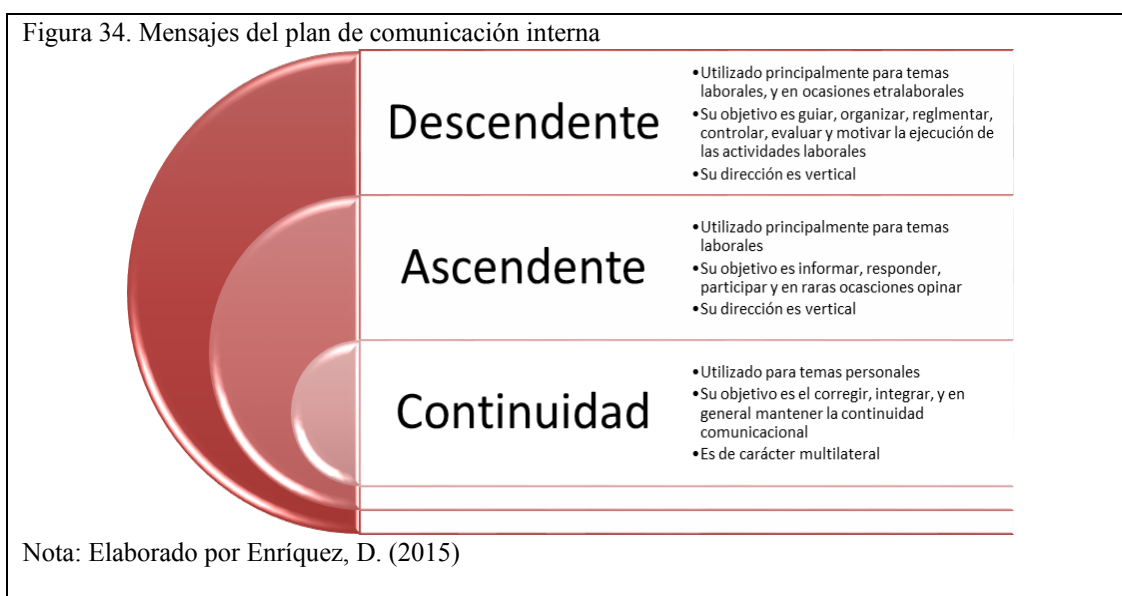 Figura 34. Mensajes del plan de comunicación interna
Descendente
•Utilizado principalmente para temas
laborales, y en ocasiones etralaborales
•Su objetivo es guiar, organizar, reglmentar,
controlar, evaluar y motivar la ejecución de
las actividades laborales
•Su dirección es vertical
Ascendente
•Utilizado principalmente para temas
laborales
•Su objetivo es informar, responder,
participar y en raras ocasciones opinar
•Su dirección es vertical
Continuidad
•Utilizado para temas personales
•Su objetivo es el corregir, integrar, y en
general mantener la continuidad
comunicacional
•Es de carácter multilateral
Nota: Elaborado por Enríquez, D. (2015)